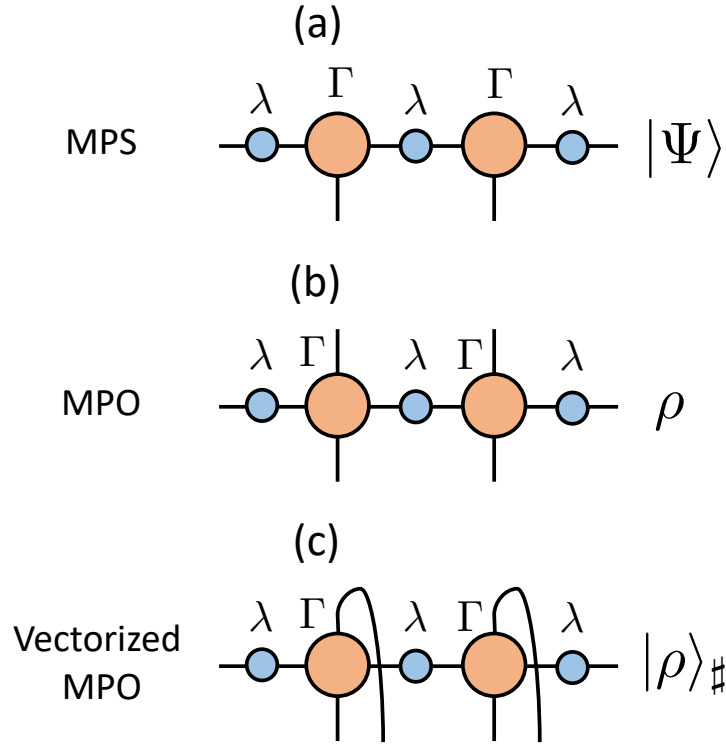 (a)
λ Γ λ Γ λ
MPS |Ψ⟩
(b)
λ Γ λ Γ λ
MPO ρ
(c)
λ Γ λ Γ λ
Vectorized
MPO |ρ⟩♯